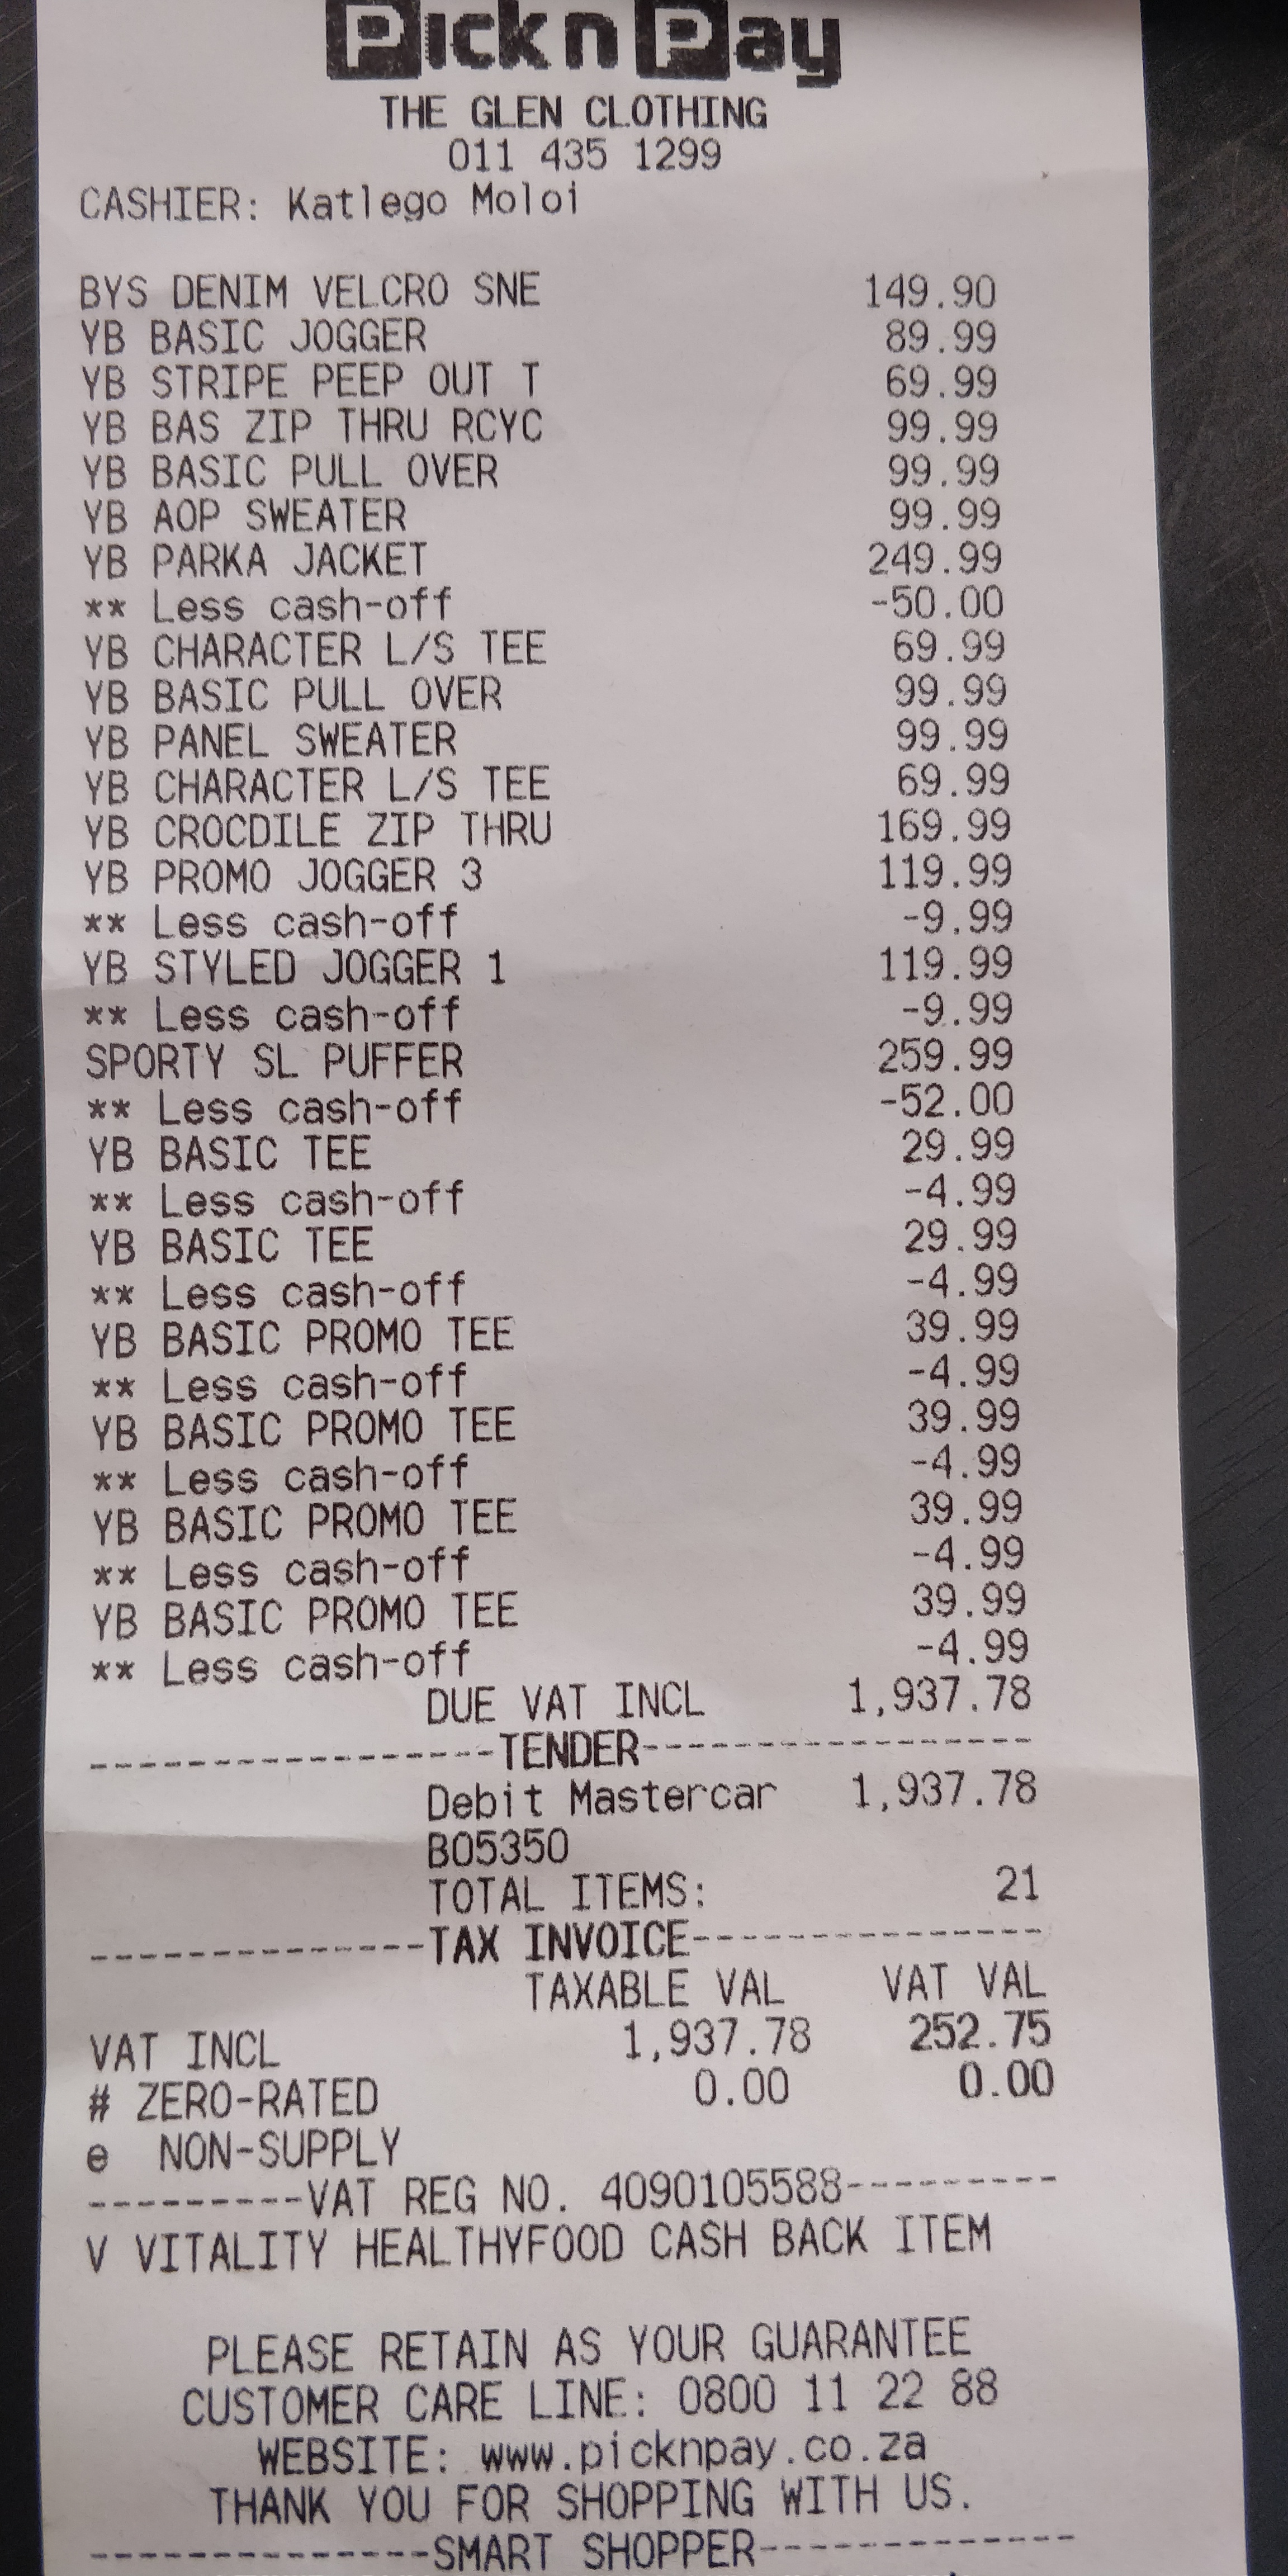 Pick n Pay
THE GLEN CLOTHING
011 435 1299
CASHIER: Katlego Moloi
BYS DENIM VELCRO SNE 149.90
YB BASIC JOGGER 89.99
YB STRIPE PEEP OUT T 69.99
YB BAS ZIP THRU RCYC 99.99
YB BASIC PULL OVER 99.99
YB AOP SWEATER 99.99
YB PARKA JACKET 249.99
** Less cash-off -50.00
YB CHARACTER L/S TEE 69.99
YB BASIC PULL OVER 99.99
YB PANEL SWEATER 99.99
YB CHARACTER L/S TEE 69.99
YB CROCDILE ZIP THRU 169.99
YB PROMO JOGGER 3 119.99
** Less cash-off -9.99
YB STYLED JOGGER 1 119.99
** Less cash-off -9.99
SPORTY SL PUFFER 259.99
** Less cash-off -52.00
YB BASIC TEE 29.99
** Less cash-off -4.99
YB BASIC TEE 29.99
** Less cash-off -4.99
YB BASIC PROMO TEE 39.99
** Less cash-off -4.99
YB BASIC PROMO TEE 39.99
** Less cash-off -4.99
YB BASIC PROMO TEE 39.99
** Less cash-off -4.99
YB BASIC PROMO TEE 39.99
** Less cash-off -4.99
DUE VAT INCL 1,937.78
-----------------TENDER-----------------
Debit Mastercar 1,937.78
B05350
TOTAL ITEMS: 21
--------------TAX INVOICE---------------
TAXABLE VAL VAT VAL
VAT INCL 1,937.78 252.75
# ZERO-RATED 0.00 0.00
e NON-SUPPLY
---------VAT REG NO. 4090105588---------
V VITALITY HEALTHYFOOD CASH BACK ITEM
PLEASE RETAIN AS YOUR GUARANTEE
CUSTOMER CARE LINE: 0800 11 22 88
WEBSITE: www.picknpay.co.za
THANK YOU FOR SHOPPING WITH US.
--------------SMART SHOPPER-------------